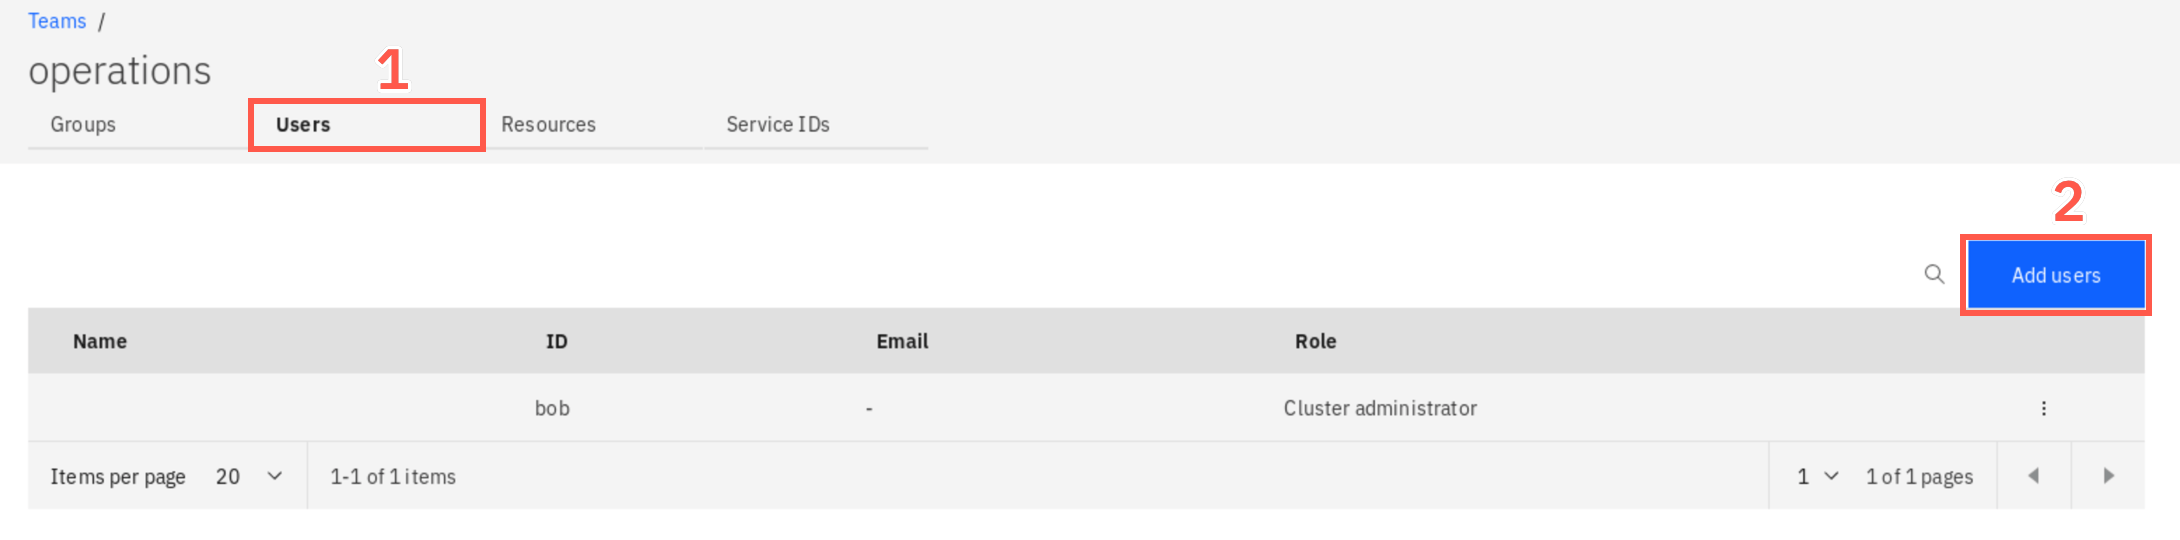 Teams /
operations
1
Groups Users Resources Service IDs
2
Add users
Name ID Email Role
bob - Cluster administrator
Items per page 20 1-1 of 1 items 1 1 of 1 pages